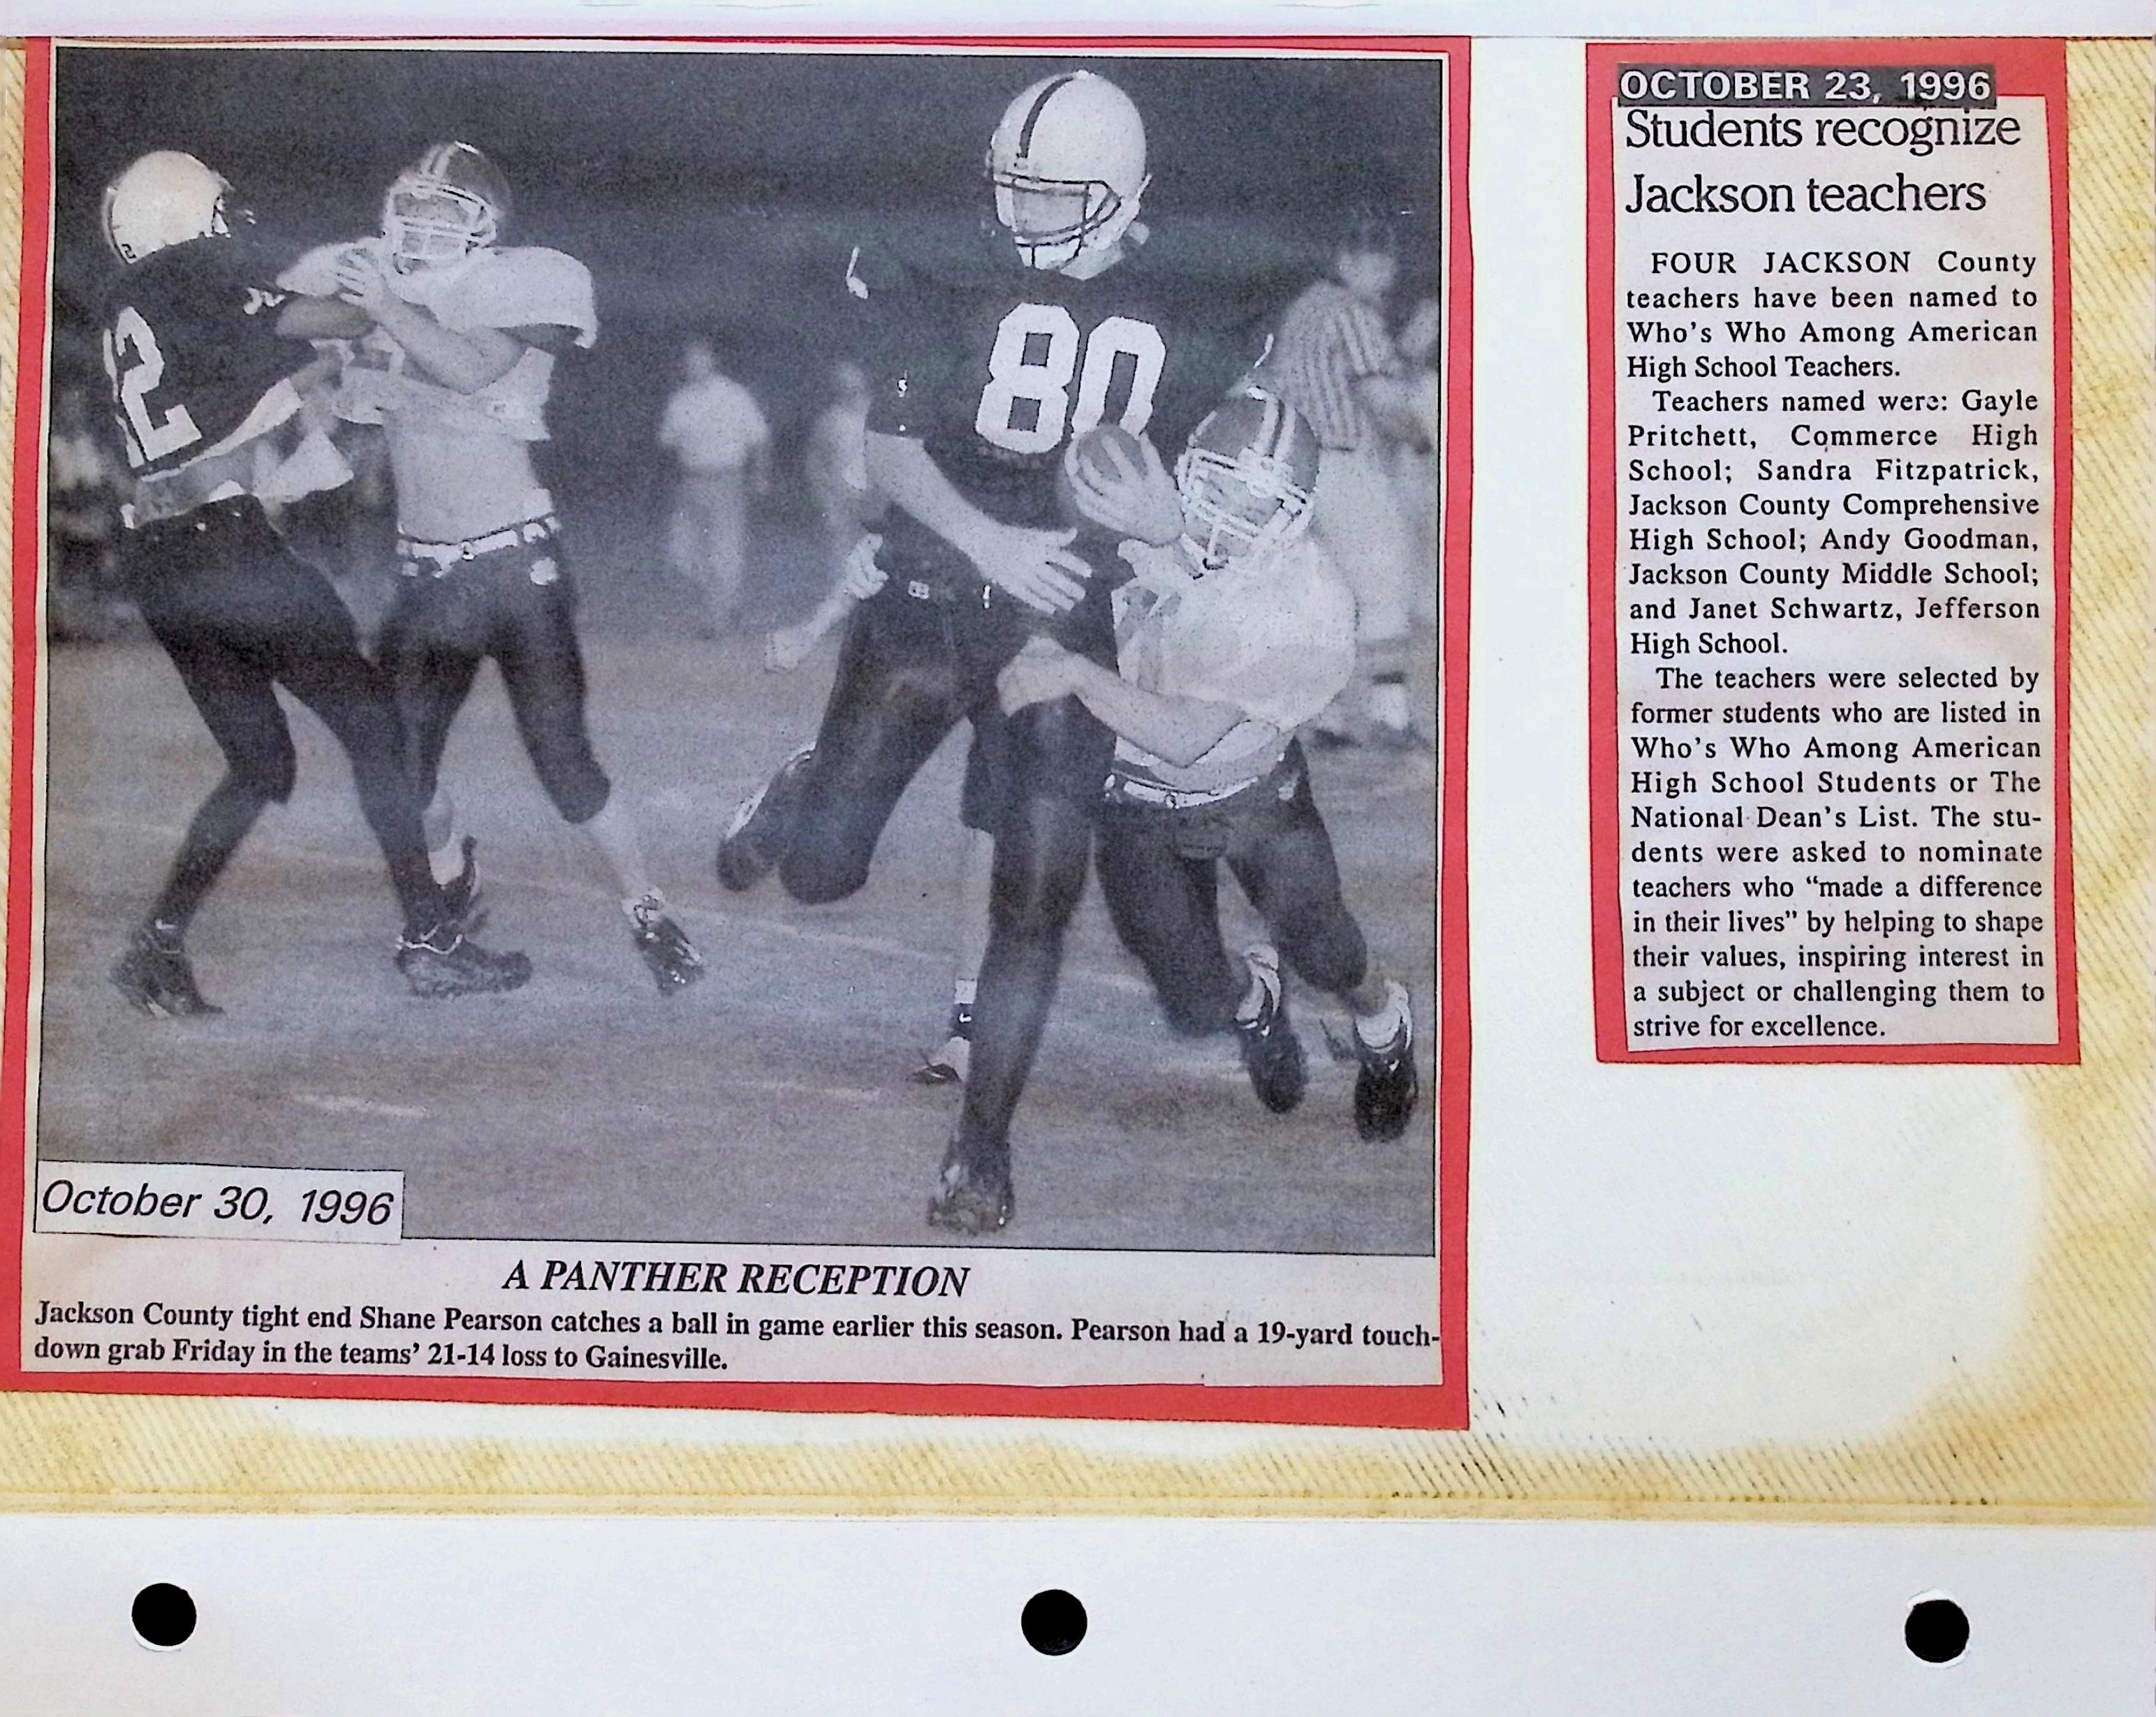 2
80
October 30, 1996
A PANTHER RECEPTION
Jackson County tight end Shane Pearson catches a ball in game earlier this season. Pearson had a 19-yard touch-
down grab Friday in the teams' 21-14 loss to Gainesville.
OCTOBER 23, 1996
Students recognize
Jackson teachers
FOUR JACKSON County
teachers have been named to
Who's Who Among American
High School Teachers.
Teachers named were: Gayle
Pritchett, Commerce High
School; Sandra Fitzpatrick,
Jackson County Comprehensive
High School; Andy Goodman,
Jackson County Middle School;
and Janet Schwartz, Jefferson
High School.
The teachers were selected by
former students who are listed in
Who's Who Among American
High School Students or The
National Dean's List. The stu-
dents were asked to nominate
teachers who “made a difference
in their lives” by helping to shape
their values, inspiring interest in
a subject or challenging them to
strive for excellence.